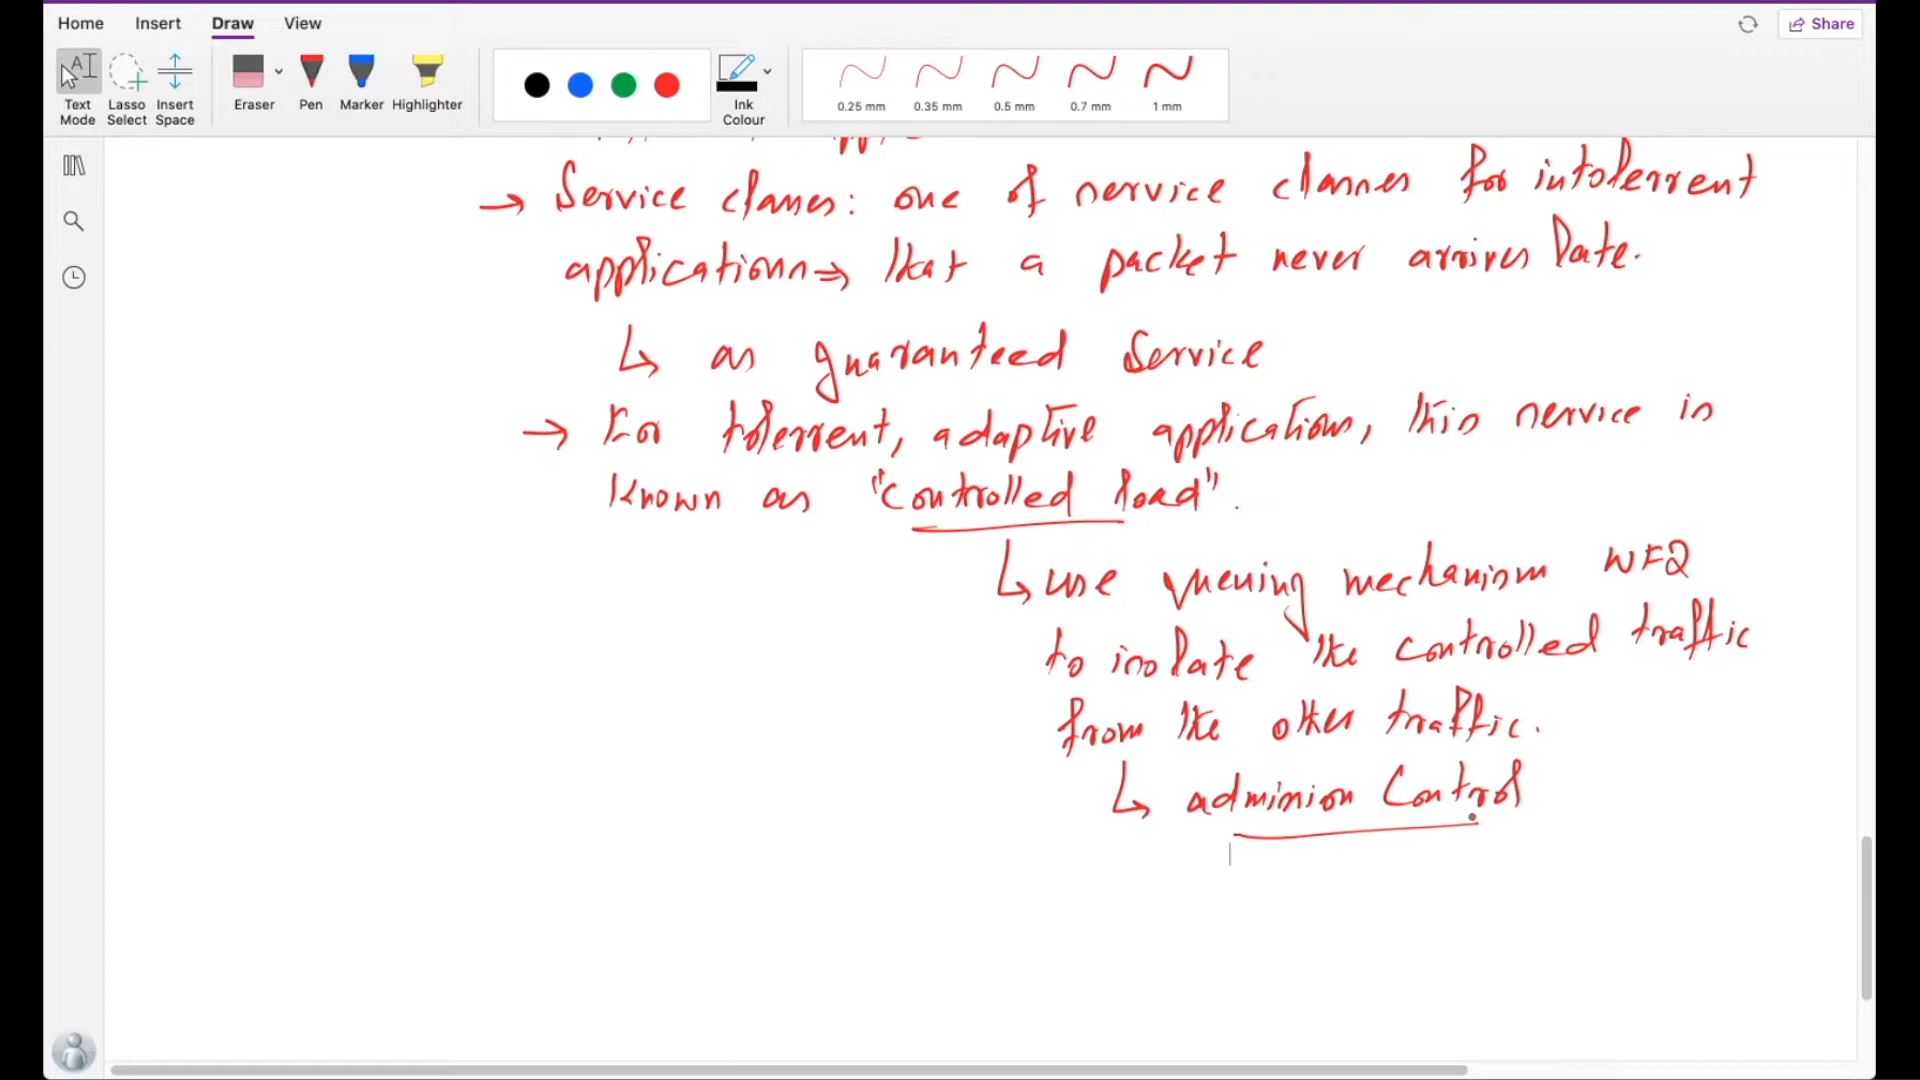 Home Insert Draw View Share
Text Mode Lasso Select Insert Space Eraser Pen Marker Highlighter Ink Colour 0.25 mm 0.35 mm 0.5 mm 0.7 mm 1 mm
→ Service classes: one of service classes for intolerrent
applications⇒ that a packet never arrives late.
↳ as guaranteed Service
→ For tolerrent, adaptive applications, this service is
known as "controlled load".
↳ use queuing mechanism WFQ
to isolate the controlled traffic
from the other traffic.
↳ admission Control